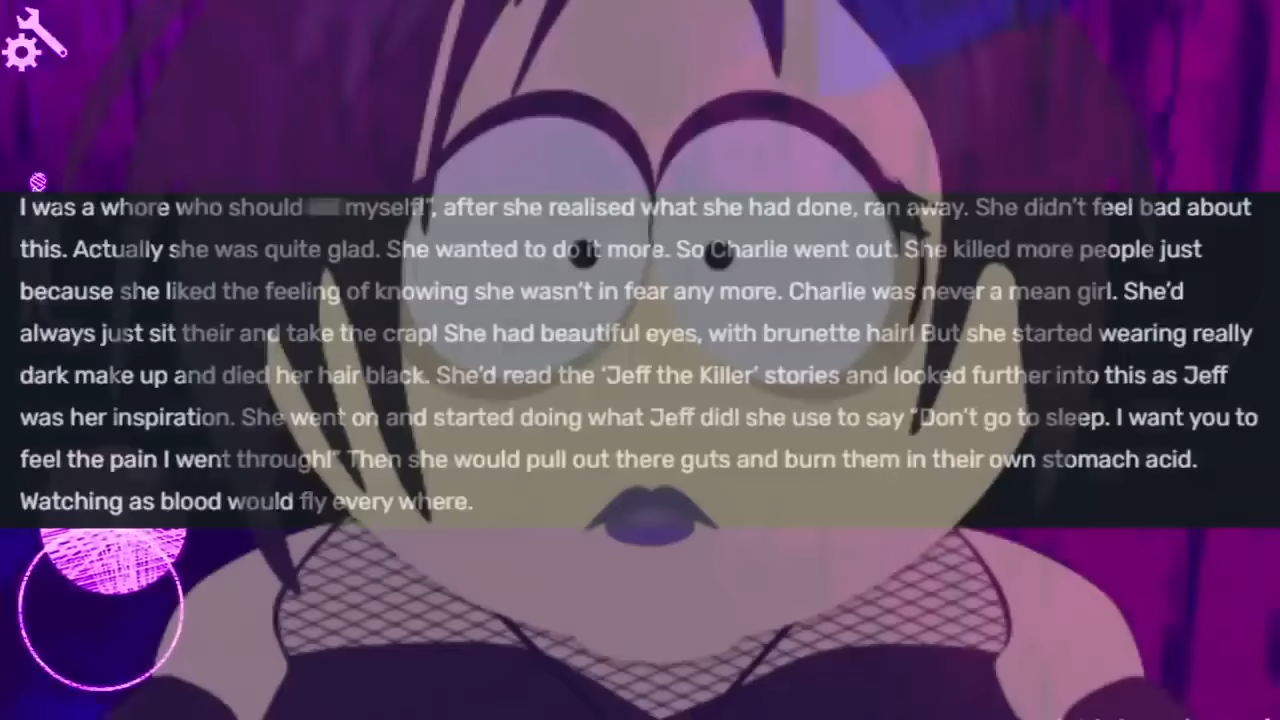 I was a whore who should myself!", after she realised what she had done, ran away. She didn't feel bad about
this. Actually she was quite glad. She wanted to do it more. So Charlie went out. She killed more people just
because she liked the feeling of knowing she wasn't in fear any more. Charlie was never a mean girl. She'd
always just sit their and take the crap! She had beautiful eyes, with brunette hair! But she started wearing really
dark make up and died her hair black. She'd read the 'Jeff the Killer' stories and looked further into this as Jeff
was her inspiration. She went on and started doing what Jeff did! she use to say "Don't go to sleep. I want you to
feel the pain I went through!" Then she would pull out there guts and burn them in their own stomach acid.
Watching as blood would fly every where.